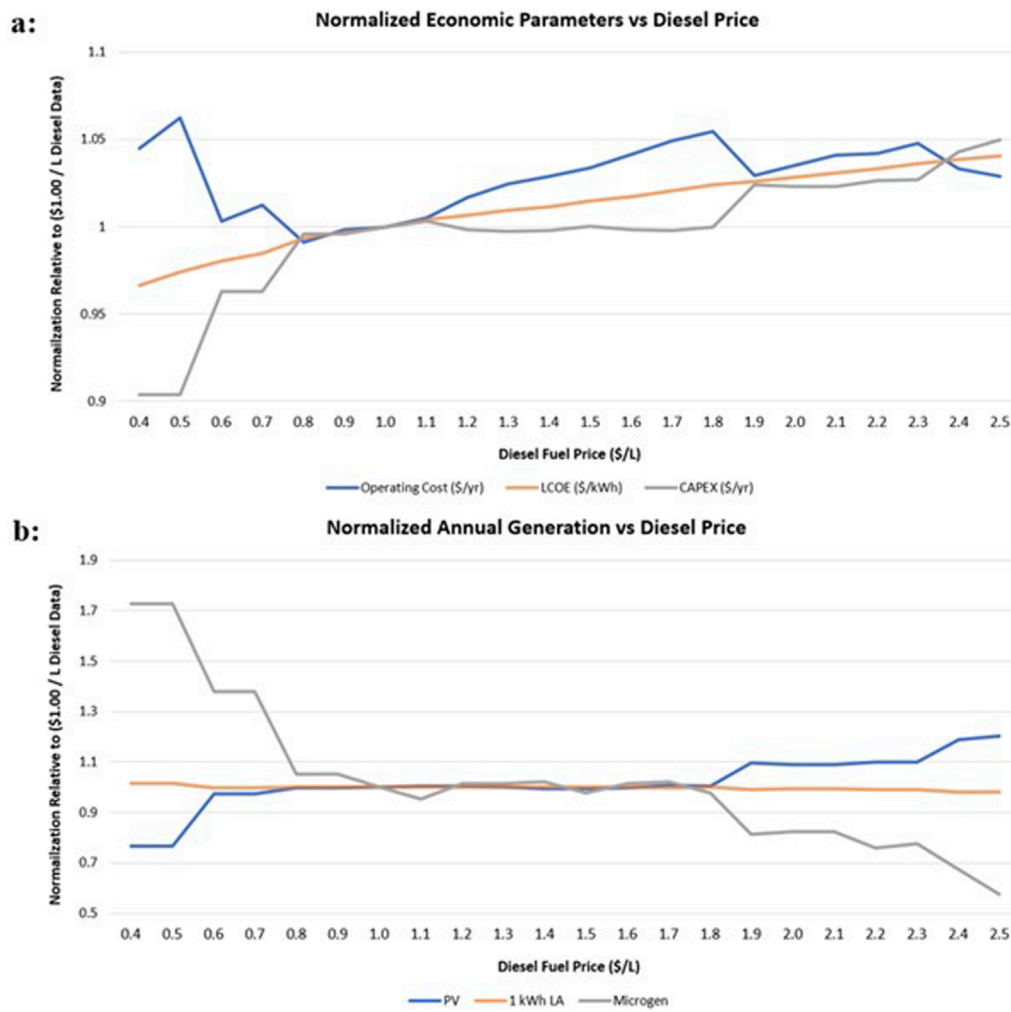 a:
Normalized Economic Parameters vs Diesel Price
Normailzation Relative to ($1.00 / L Diesel Data)
1.1
1.05
1
0.95
0.9
0.4 0.5 0.6 0.7 0.8 0.9 1.0 1.1 1.2 1.3 1.4 1.5 1.6 1.7 1.8 1.9 2.0 2.1 2.2 2.3 2.4 2.5
Diesel Fuel Price ($/L)
Operating Cost ($/yr) LCOE ($/kWh) CAPEX ($/yr)
b:
Normalized Annual Generation vs Diesel Price
Normailzation Relative to ($1.00 / L Diesel Data)
1.9
1.7
1.5
1.3
1.1
0.9
0.7
0.5
0.4 0.5 0.6 0.7 0.8 0.9 1.0 1.1 1.2 1.3 1.4 1.5 1.6 1.7 1.8 1.9 2.0 2.1 2.2 2.3 2.4 2.5
Diesel Fuel Price ($/L)
PV 1 kWh LA Microgen